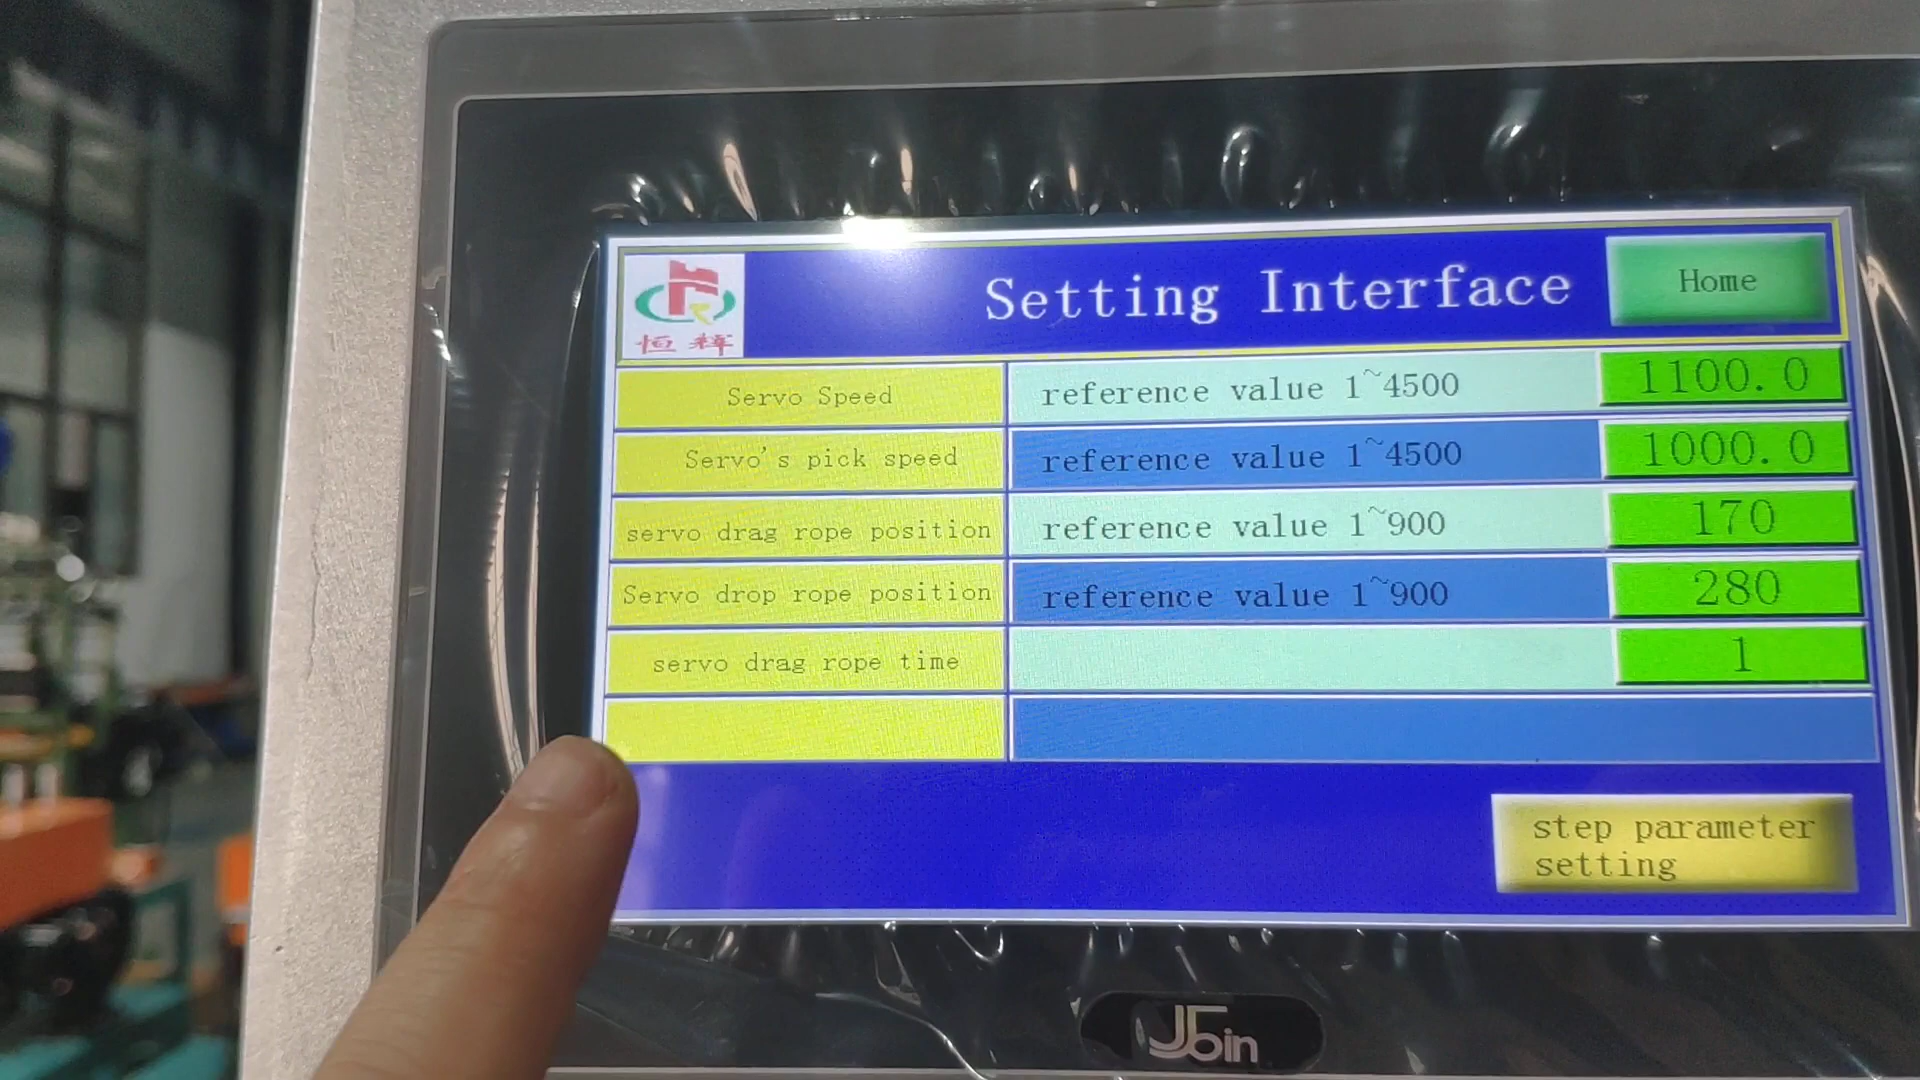 Setting Interface
Home
恒辉
Servo Speed
reference value 1~4500
1100.0
Servo's pick speed
reference value 1~4500
1000.0
servo drag rope position
reference value 1~900
170
Servo drop rope position
reference value 1~900
280
servo drag rope time
1
step parameter
setting
J5oin